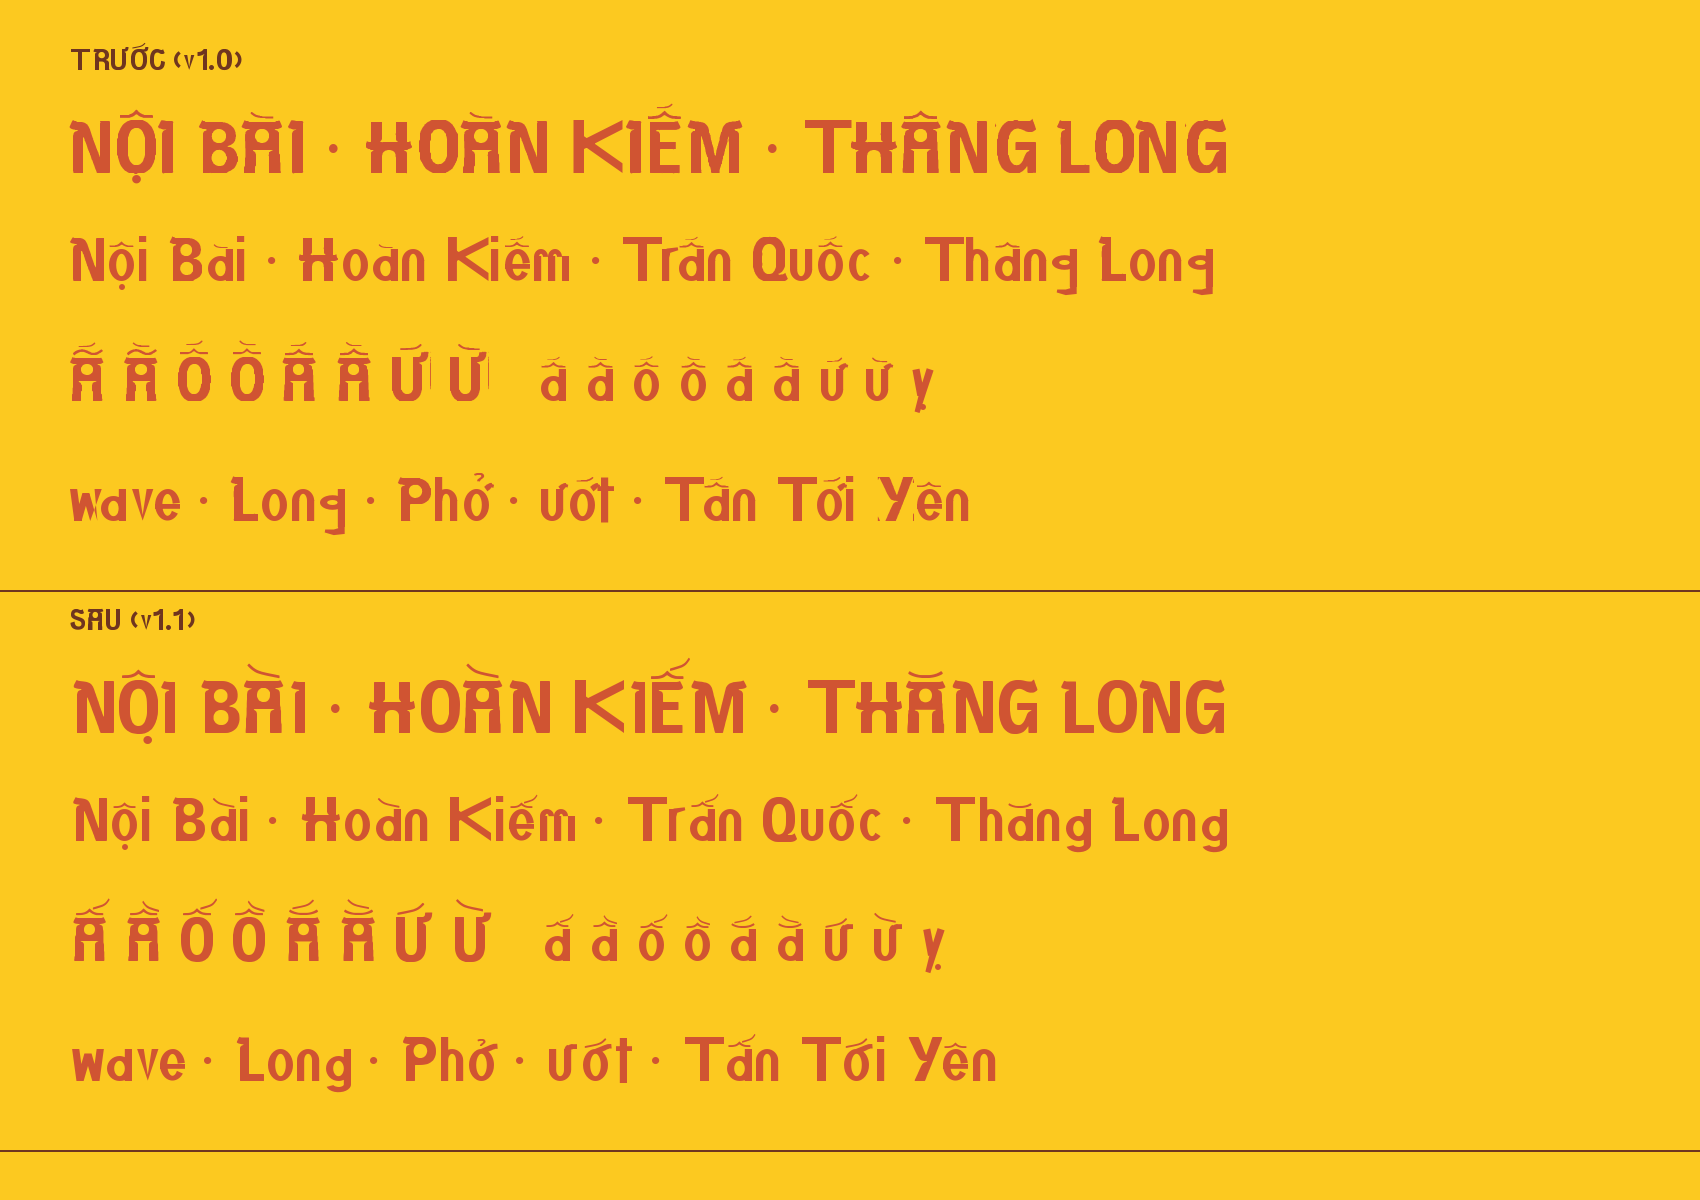 TRƯỚC (v1.0)
NỘI BÀI · HOÀN KIẾM · THĂNG LONG
Nội Bài · Hoàn Kiếm · Trấn Quốc · Thăng Long
Ấ Ầ Ố Ồ Ắ Ằ Ứ Ừ ấ ầ ố ồ ắ ằ ứ ừ ỵ
wave · Long · Phở · ướt · Tấn Tới Yên
SAU (v1.1)
NỘI BÀI · HOÀN KIẾM · THĂNG LONG
Nội Bài · Hoàn Kiếm · Trấn Quốc · Thăng Long
Ấ Ầ Ố Ồ Ắ Ằ Ứ Ừ ấ ầ ố ồ ắ ằ ứ ừ ỵ
wave · Long · Phở · ướt · Tấn Tới Yên